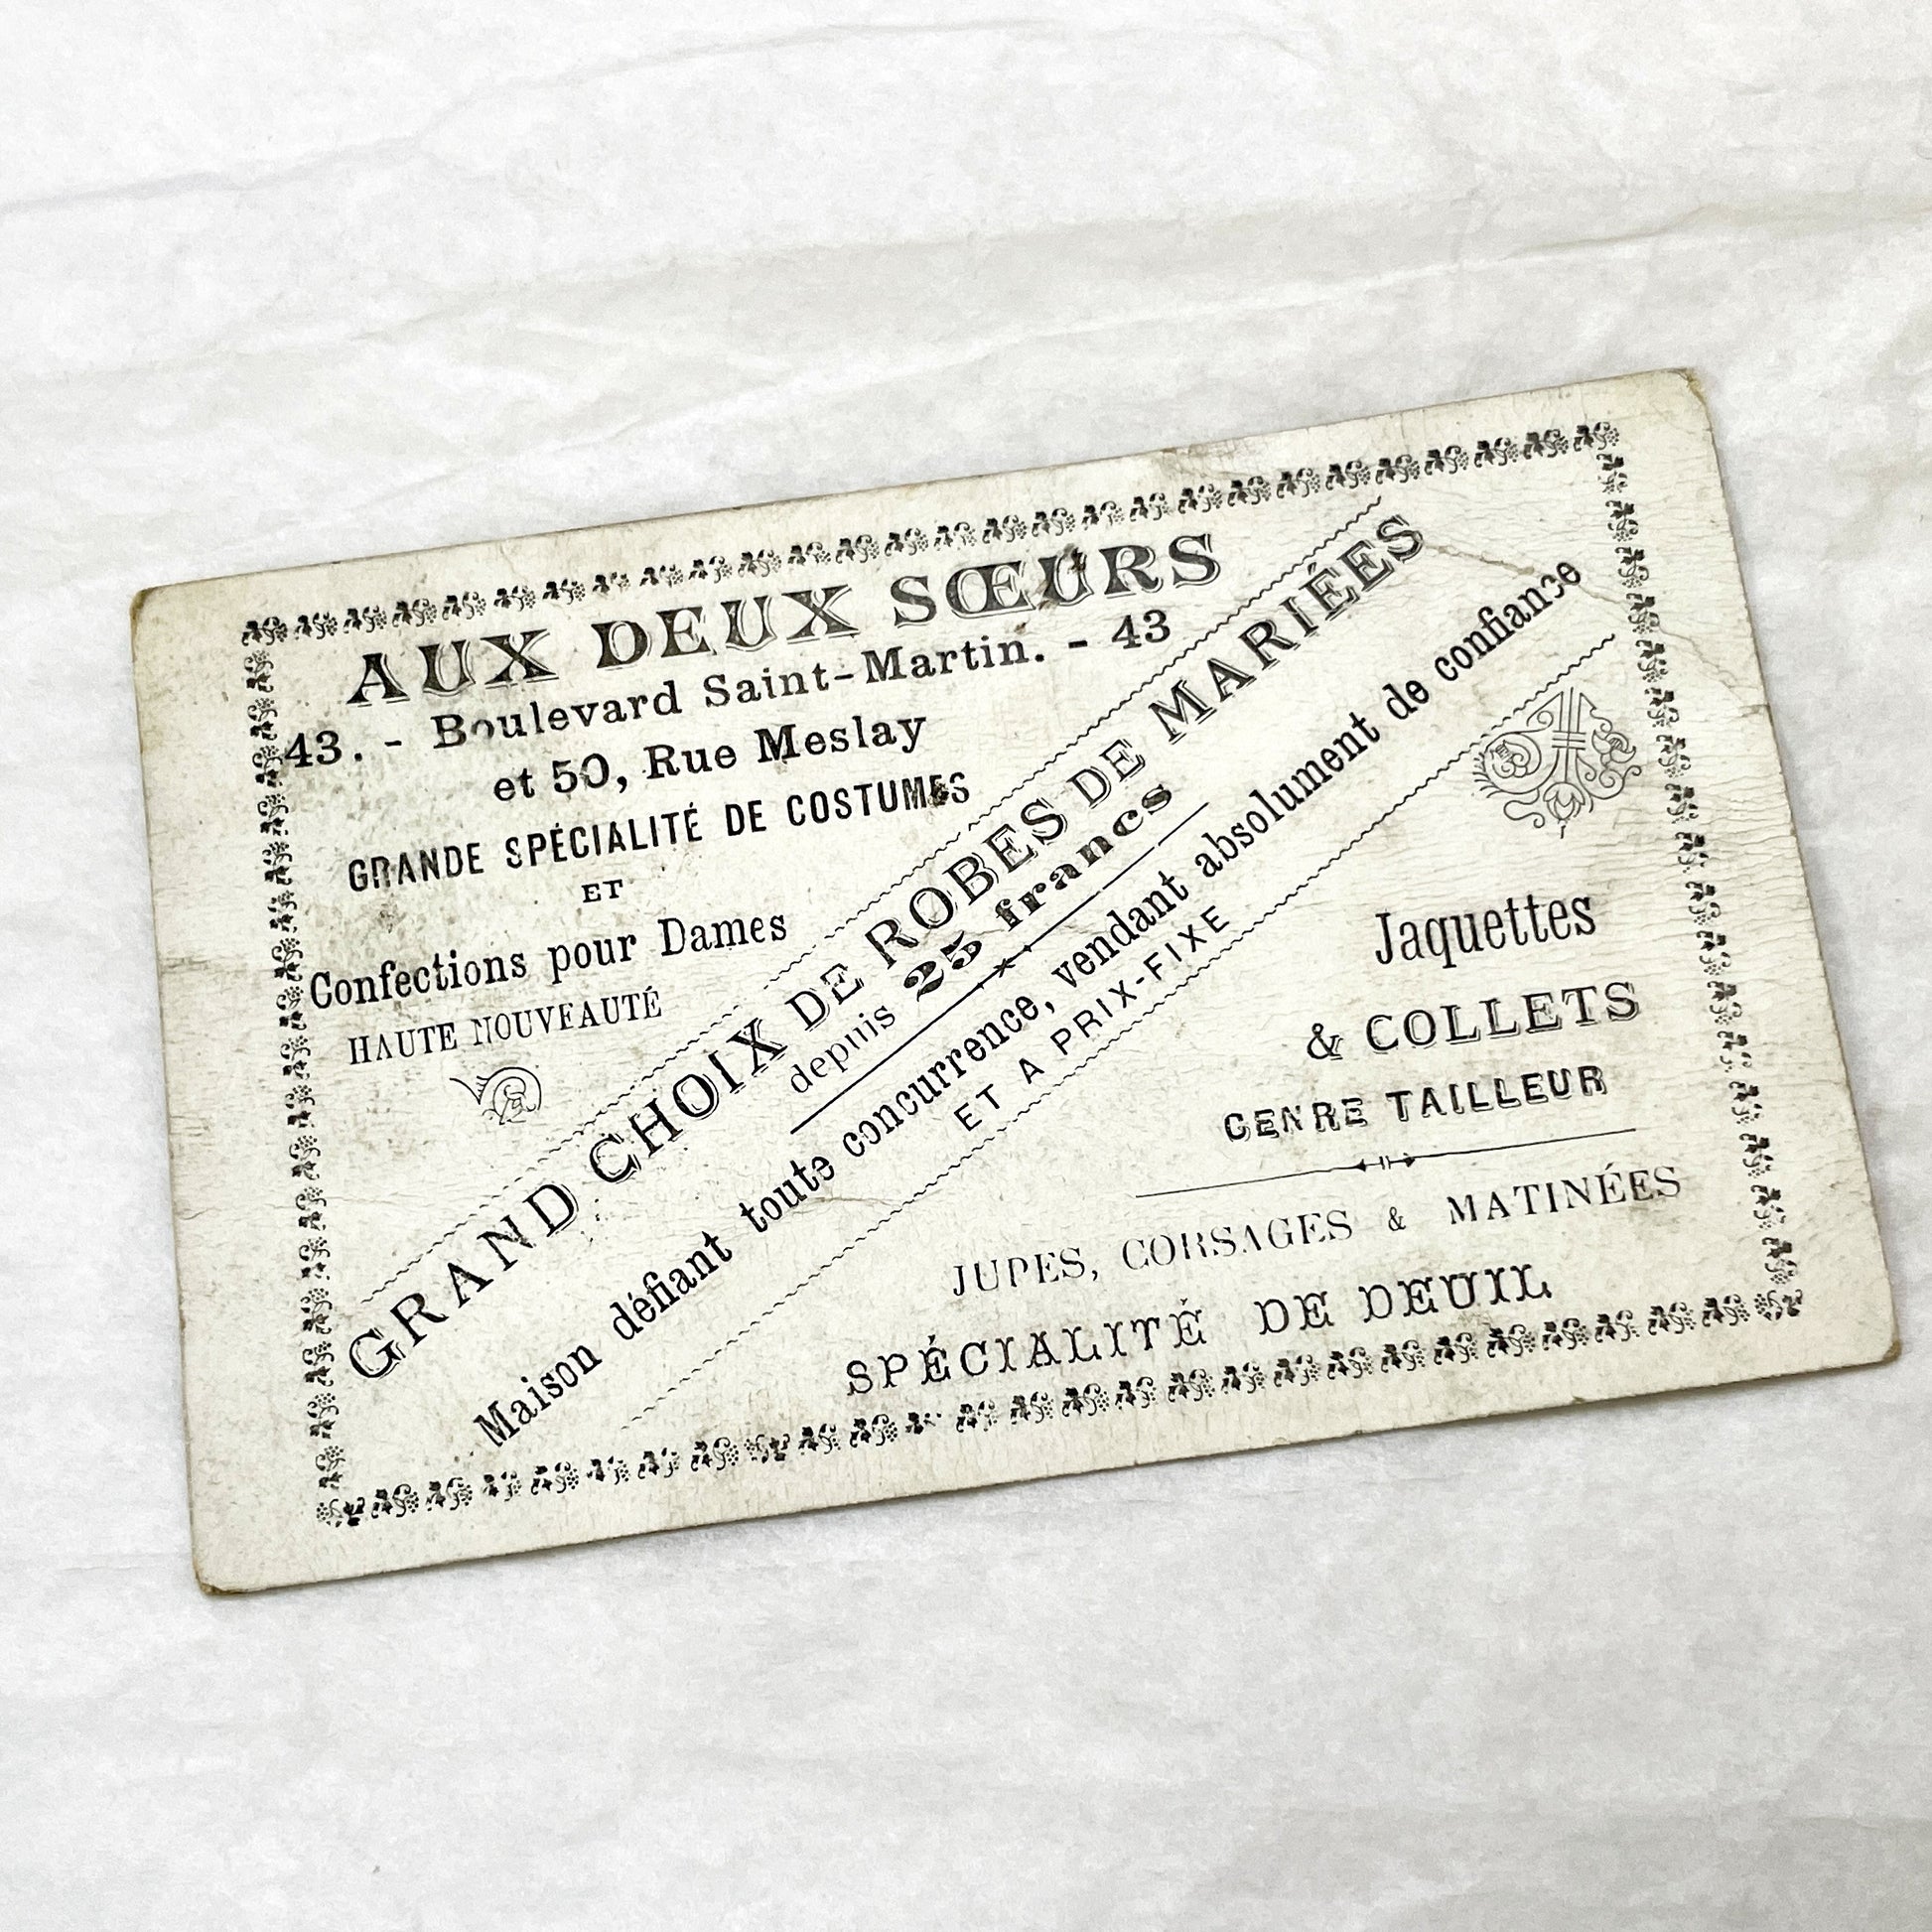 AUX DEUX SŒURS
43. - Boulevard Saint-Martin. - 43
et 50, Rue Meslay
GRANDE SPÉCIALITÉ DE COSTUMES
ET
Confections pour Dames
HAUTE NOUVEAUTÉ
GRAND CHOIX DE ROBES DE MARIÉES
depuis 25 francs
Maison défiant toute concurrence, vendant absolument de confiance
ET A PRIX-FIXE
Jaquettes
& COLLETS
GENRE TAILLEUR
JUPES, CORSAGES & MATINÉES
SPÉCIALITÉ DE DEUIL